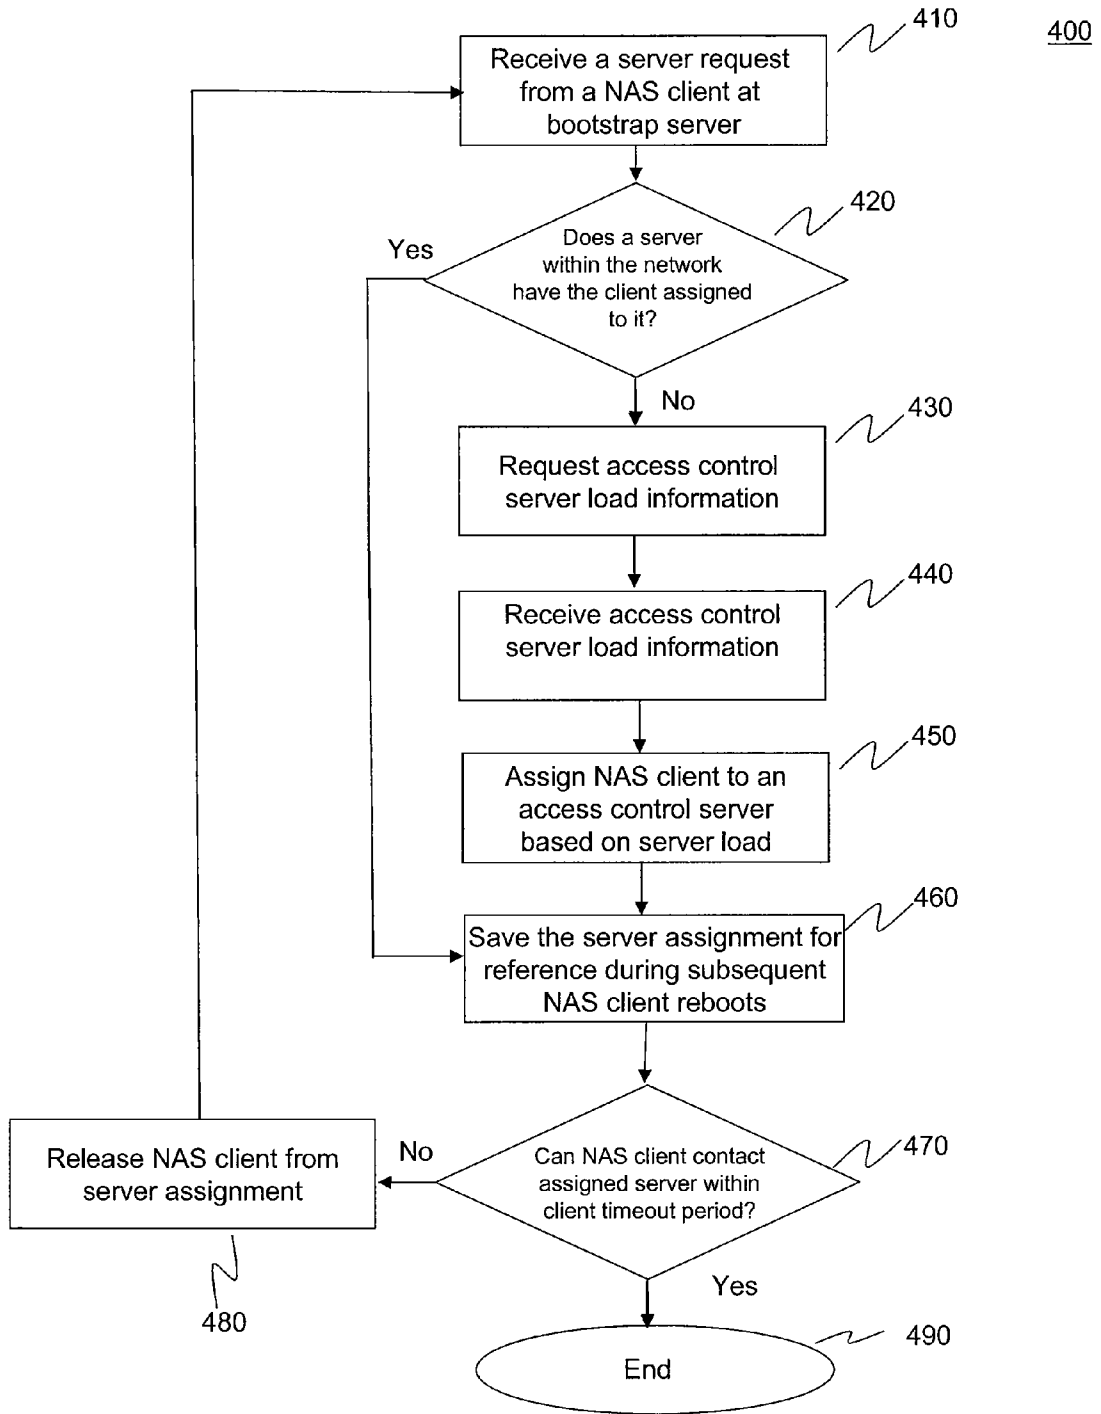 410
400
Receive a server request
from a NAS client at
bootstrap server
420
Yes
Does a server
within the network
have the client assigned
to it?
No
430
Request access control
server load information
440
Receive access control
server load information
450
Assign NAS client to an
access control server
based on server load
460
Save the server assignment for
reference during subsequent
NAS client reboots
470
Can NAS client contact
assigned server within
client timeout period?
No
Release NAS client from
server assignment
480
Yes
490
End